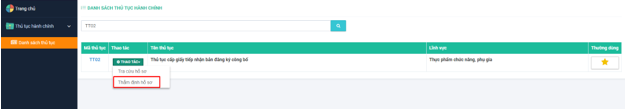 Trang chủ
DANH SÁCH THỦ TỤC HÀNH CHÍNH
Thủ tục hành chính
TT02
Danh sách thủ tục
Mã thủ tục Thao tác Tên thủ tục Lĩnh vực Thường dùng
TT02 THAO TÁC Thủ tục cấp giấy tiếp nhận bản đăng ký công bố Thực phẩm chức năng, phụ gia
Tra cứu hồ sơ
Thẩm định hồ sơ